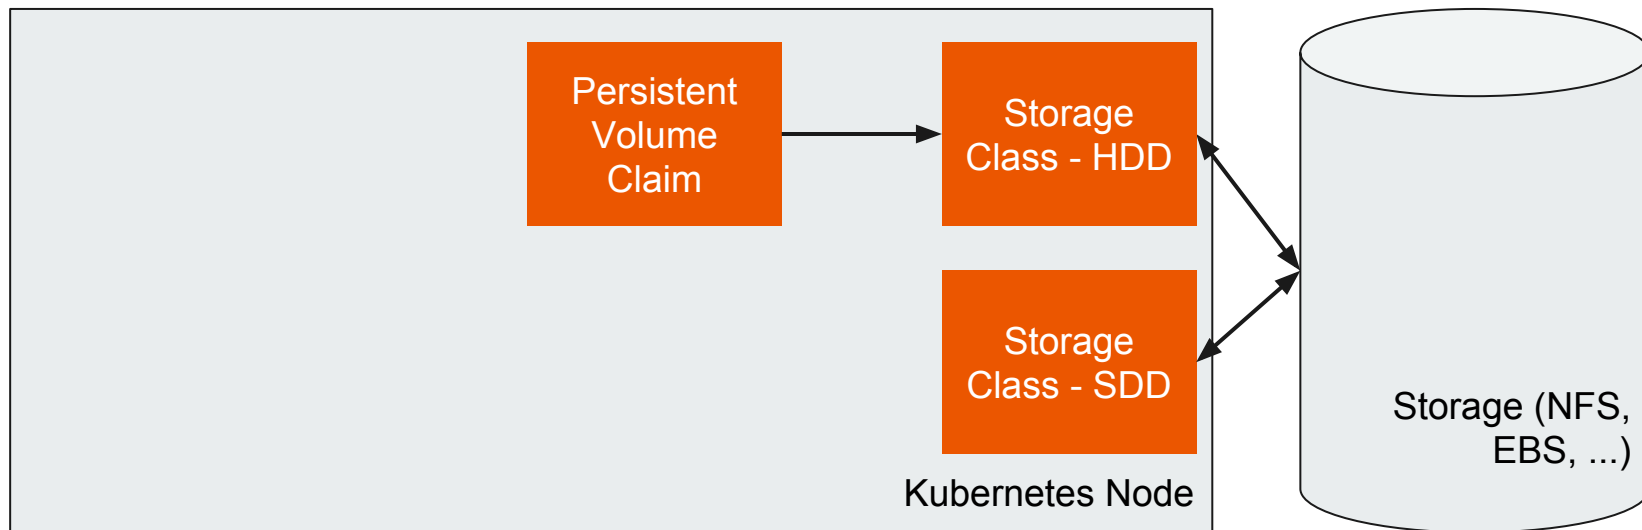 Persistent
Volume
Claim
Storage
Class - HDD
Storage
Class - SDD
Storage (NFS,
EBS, ...)
Kubernetes Node